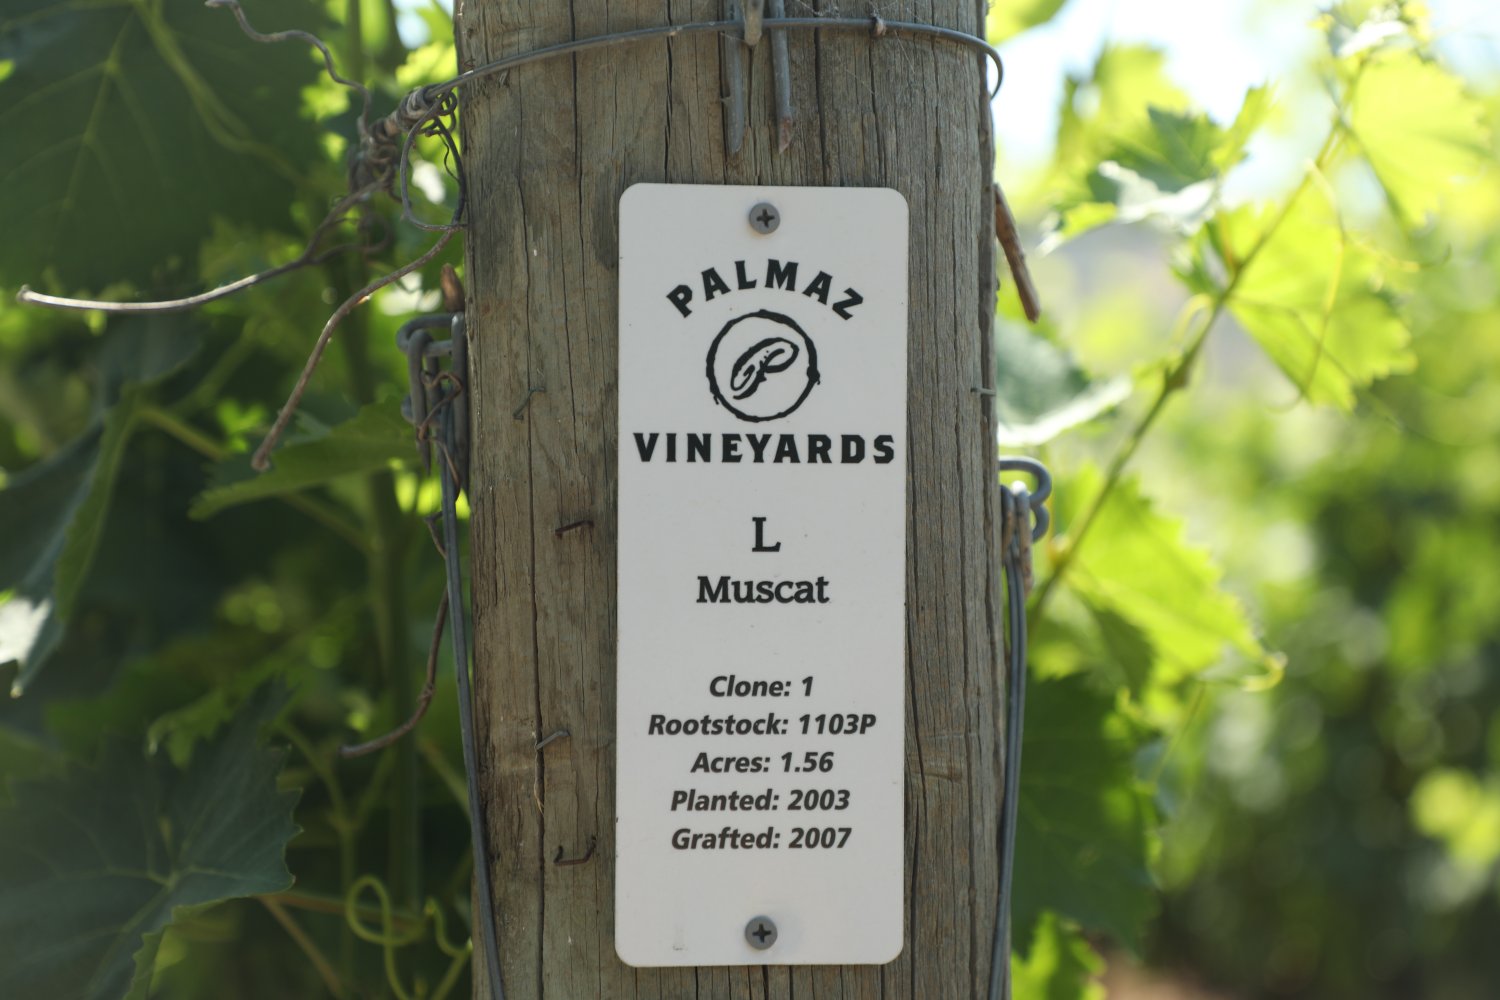 PALMAZ
P
VINEYARDS
L
Muscat
Clone: 1
Rootstock: 1103P
Acres: 1.56
Planted: 2003
Grafted: 2007